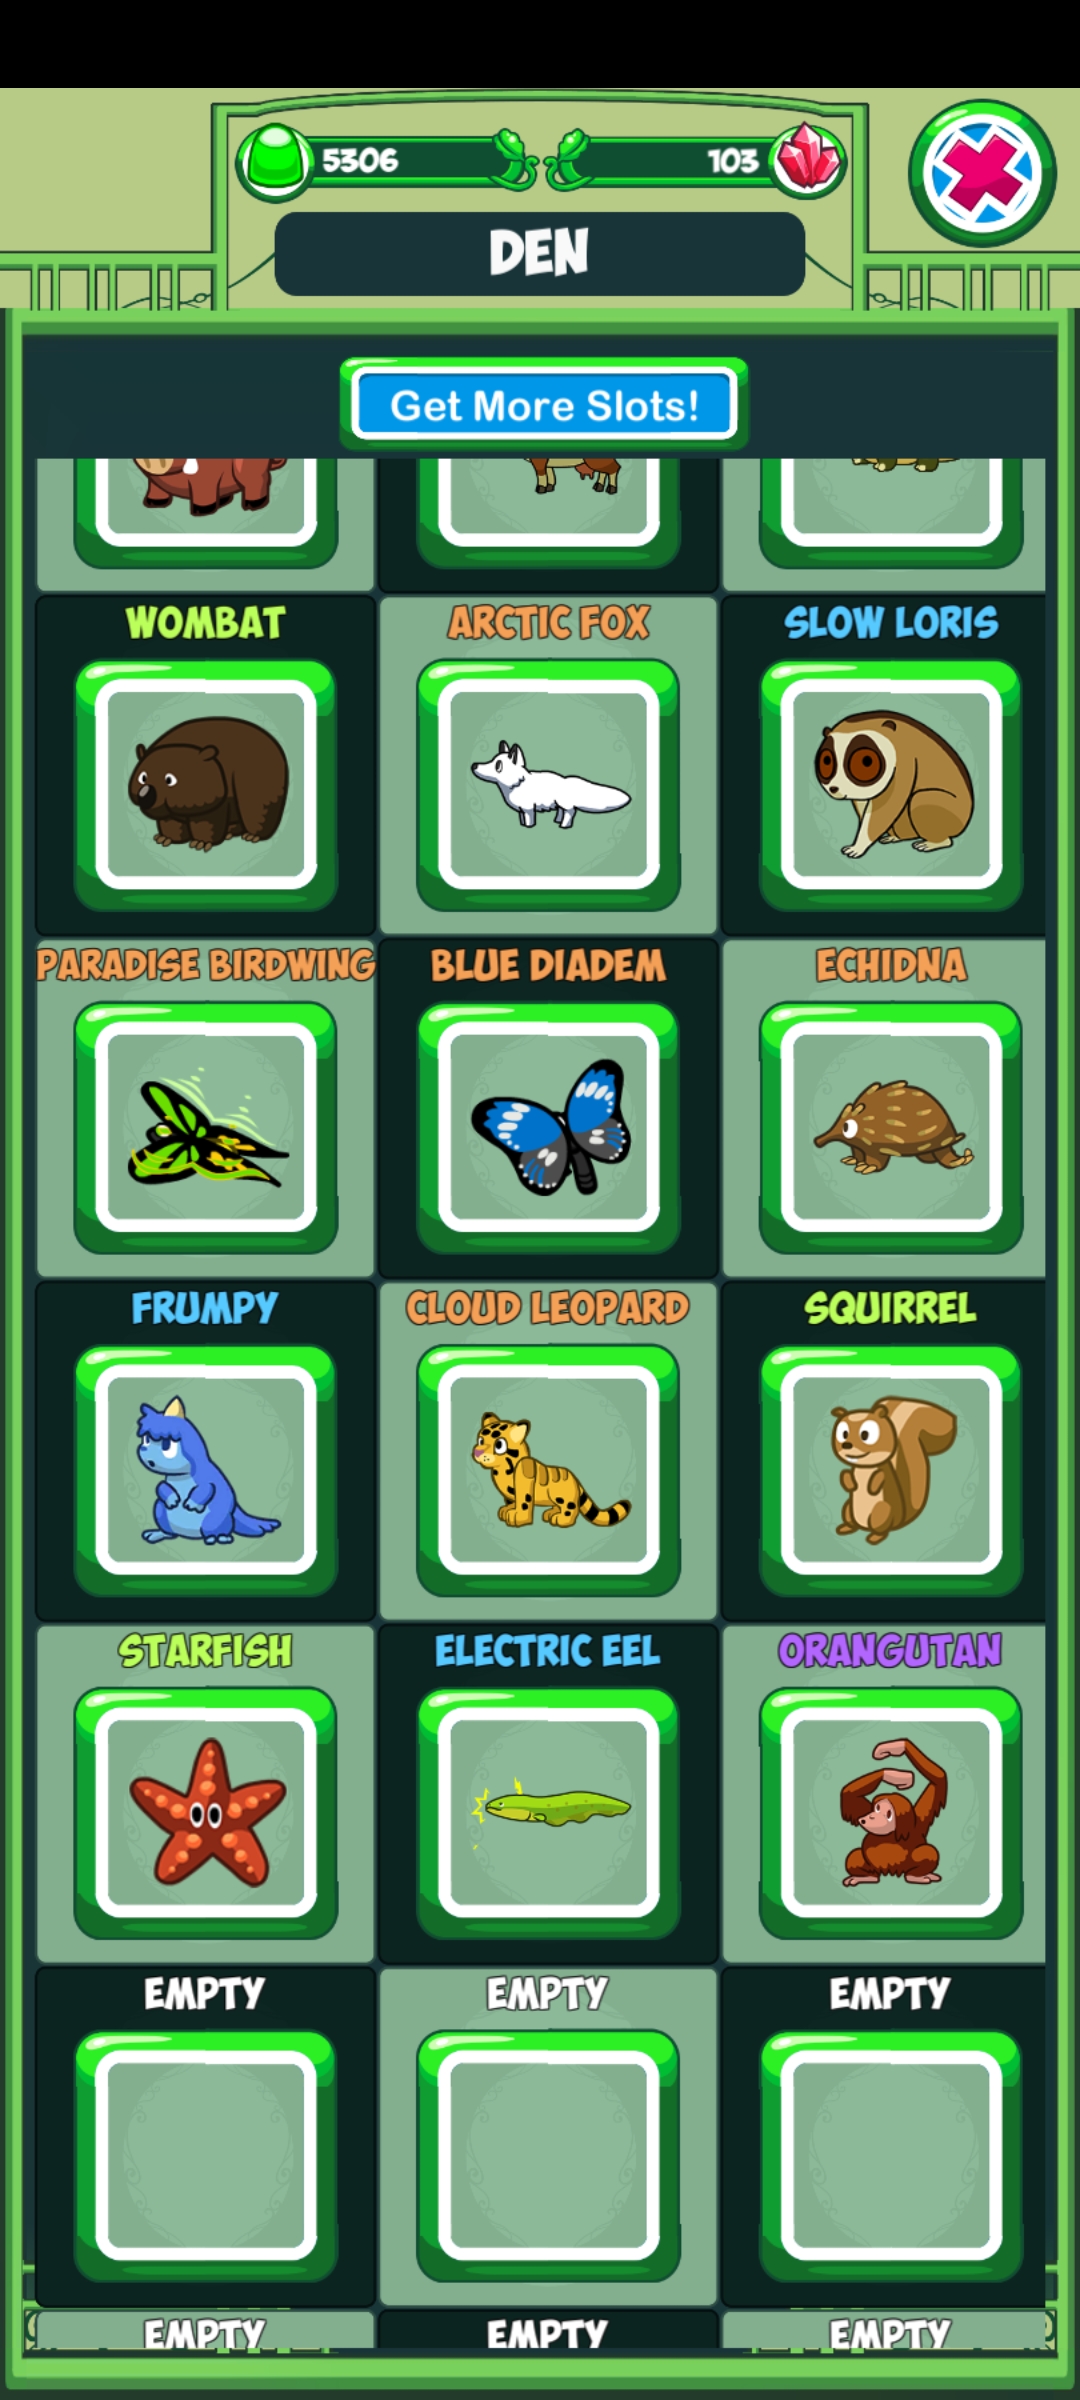 5306
103
DEN
Get More Slots!
WOMBAT
ARCTIC FOX
SLOW LORIS
PARADISE BIRDWING
BLUE DIADEM
ECHIDNA
FRUMPY
CLOUD LEOPARD
SQUIRREL
STARFISH
ELECTRIC EEL
ORANGUTAN
EMPTY
EMPTY
EMPTY
EMPTY
EMPTY
EMPTY